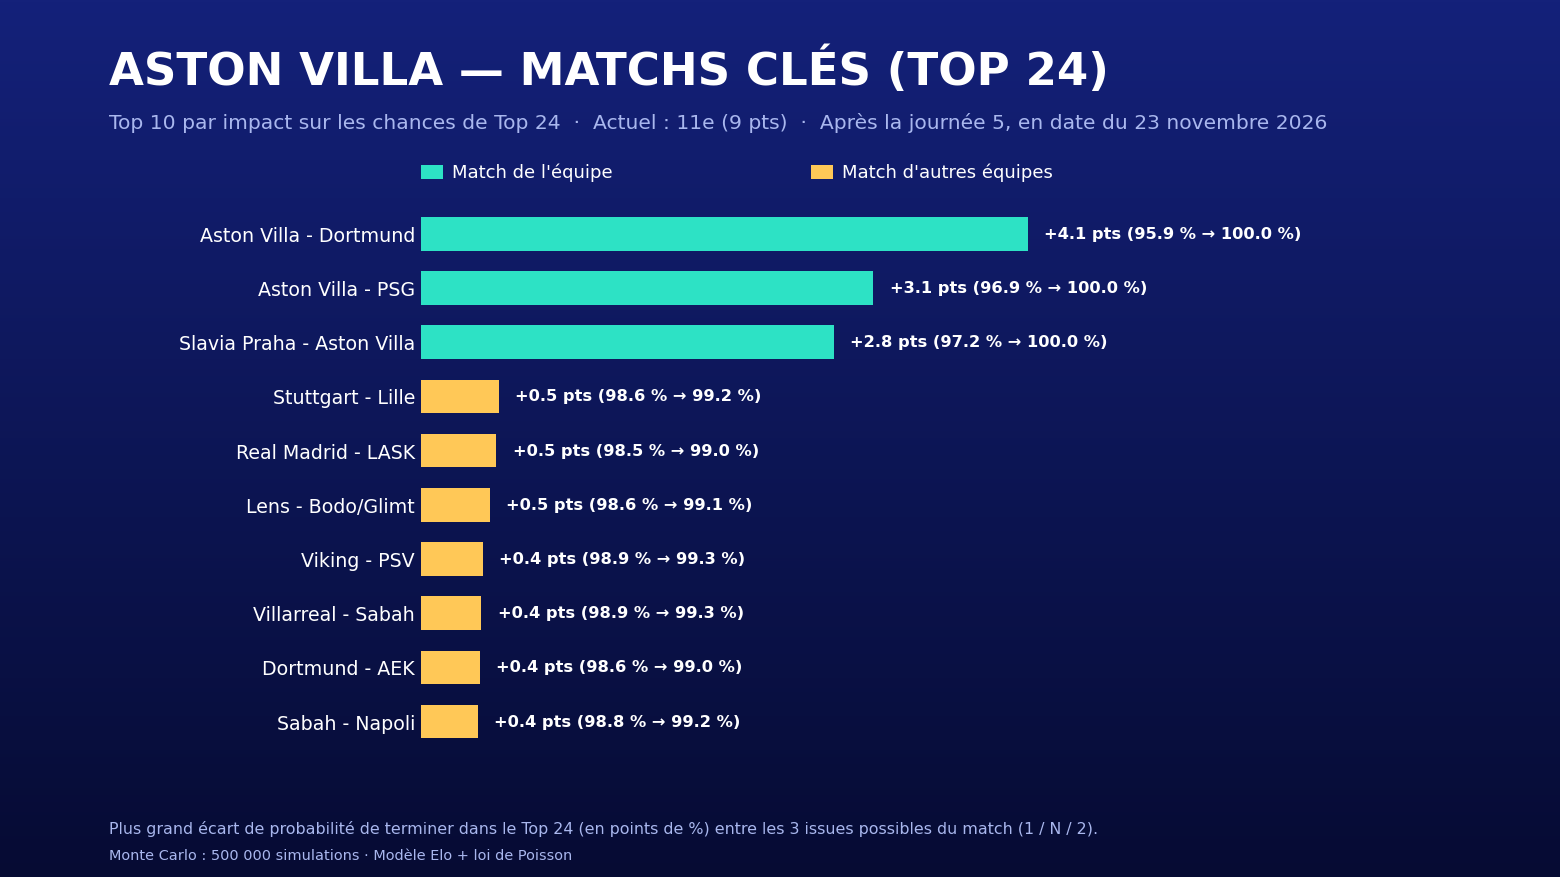 ASTON VILLA — MATCHS CLÉS (TOP 24)
Top 10 par impact sur les chances de Top 24 · Actuel : 11e (9 pts) · Après la journée 5, en date du 23 novembre 2026
Match de l'équipe
Match d'autres équipes
Aston Villa - Dortmund +4.1 pts (95.9 % → 100.0 %)
Aston Villa - PSG +3.1 pts (96.9 % → 100.0 %)
Slavia Praha - Aston Villa +2.8 pts (97.2 % → 100.0 %)
Stuttgart - Lille +0.5 pts (98.6 % → 99.2 %)
Real Madrid - LASK +0.5 pts (98.5 % → 99.0 %)
Lens - Bodo/Glimt +0.5 pts (98.6 % → 99.1 %)
Viking - PSV +0.4 pts (98.9 % → 99.3 %)
Villarreal - Sabah +0.4 pts (98.9 % → 99.3 %)
Dortmund - AEK +0.4 pts (98.6 % → 99.0 %)
Sabah - Napoli +0.4 pts (98.8 % → 99.2 %)
Plus grand écart de probabilité de terminer dans le Top 24 (en points de %) entre les 3 issues possibles du match (1 / N / 2).
Monte Carlo : 500 000 simulations · Modèle Elo + loi de Poisson